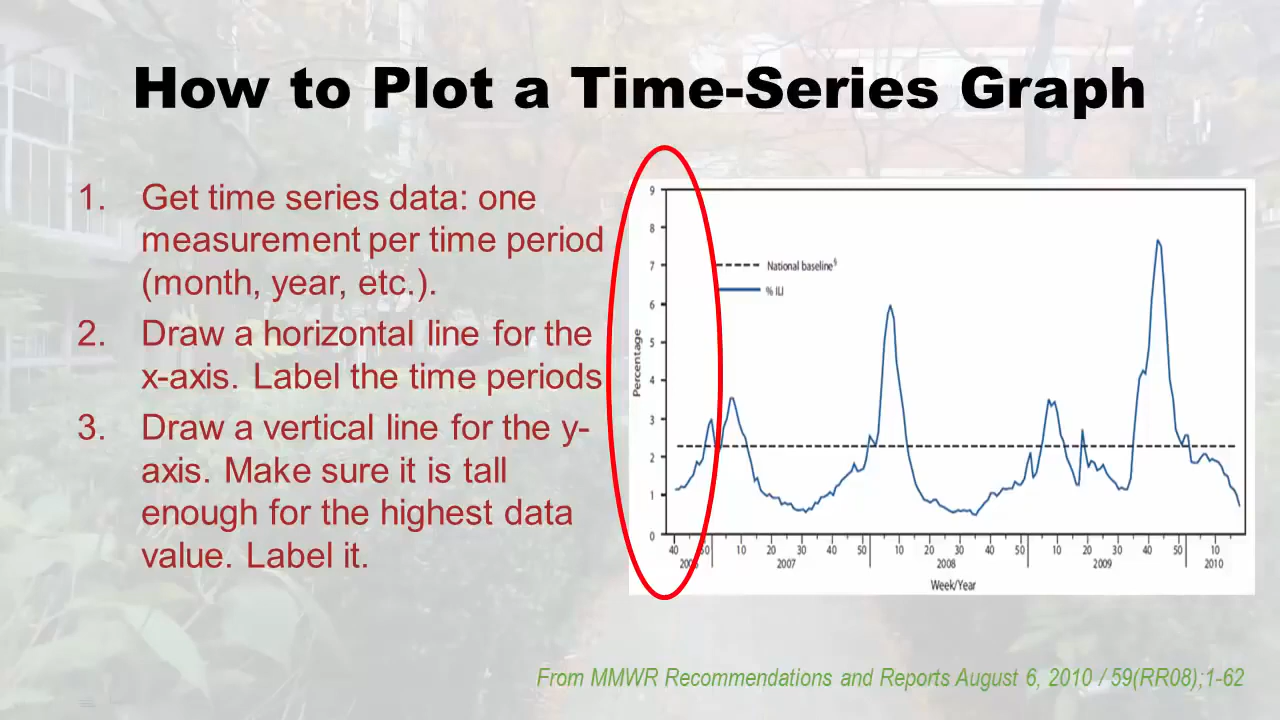 How to Plot a Time-Series Graph
1. Get time series data: one
measurement per time period
(month, year, etc.).
2. Draw a horizontal line for the
x-axis. Label the time periods
3. Draw a vertical line for the y-
axis. Make sure it is tall
enough for the highest data
value. Label it.
9
8
7
6
5
4
3
2
1
0
Percentage
National baseline§
% ILI
40 50 10 20 30 40 50 10 20 30 40 50 10 20 30 40 50 10
2006 2007 2008 2009 2010
Week/Year
From MMWR Recommendations and Reports August 6, 2010 / 59(RR08);1-62